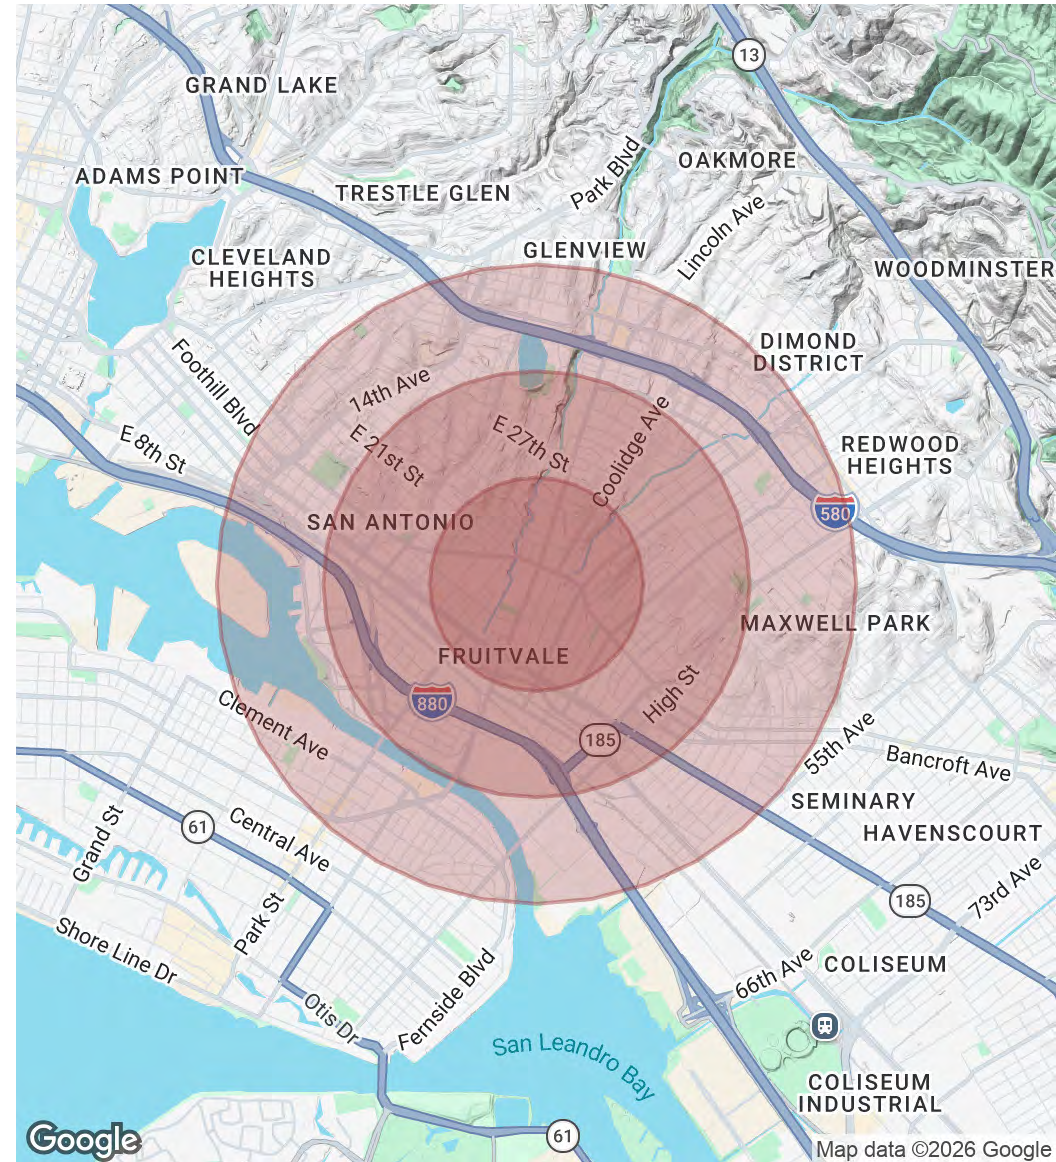 13
GRAND LAKE
OAKMORE
ADAMS POINT
Park Blvd
TRESTLE GLEN
Lincoln Ave
GLENVIEW
CLEVELAND
HEIGHTS
WOODMINSTER
DIMOND
DISTRICT
Foothill Blvd
14th Ave
E 8th St
E 21st St
E 27th St
Coolidge Ave
REDWOOD
HEIGHTS
580
SAN ANTONIO
MAXWELL PARK
FRUITVALE
880
High St
Clement Ave
185
55th Ave
Bancroft Ave
SEMINARY
61
Central Ave
Grand St
HAVENSCOURT
73rd Ave
185
Park St
Shore Line Dr
66th Ave
COLISEUM
Otis Dr
Fernside Blvd
San Leandro Bay
COLISEUM
INDUSTRIAL
61
Google
Map data ©2026 Google